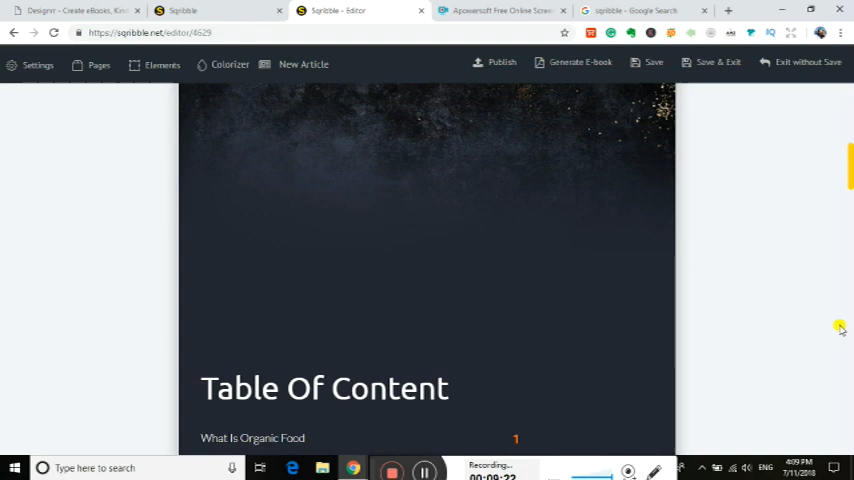 Designrr - Create eBooks, Kind
Sqribble
Sqribble - Editor
Apowersoft Free Online Scree
sqribble - Google Search
https://sqribble.net/editor/4629
Settings
Pages
Elements
Colorizer
New Article
Publish
Generate E-book
Save
Save & Exit
Exit without Save
Table Of Content
What Is Organic Food 1
Type here to search
Recording...
00:09:22
ENG
4:09 PM
7/11/2018